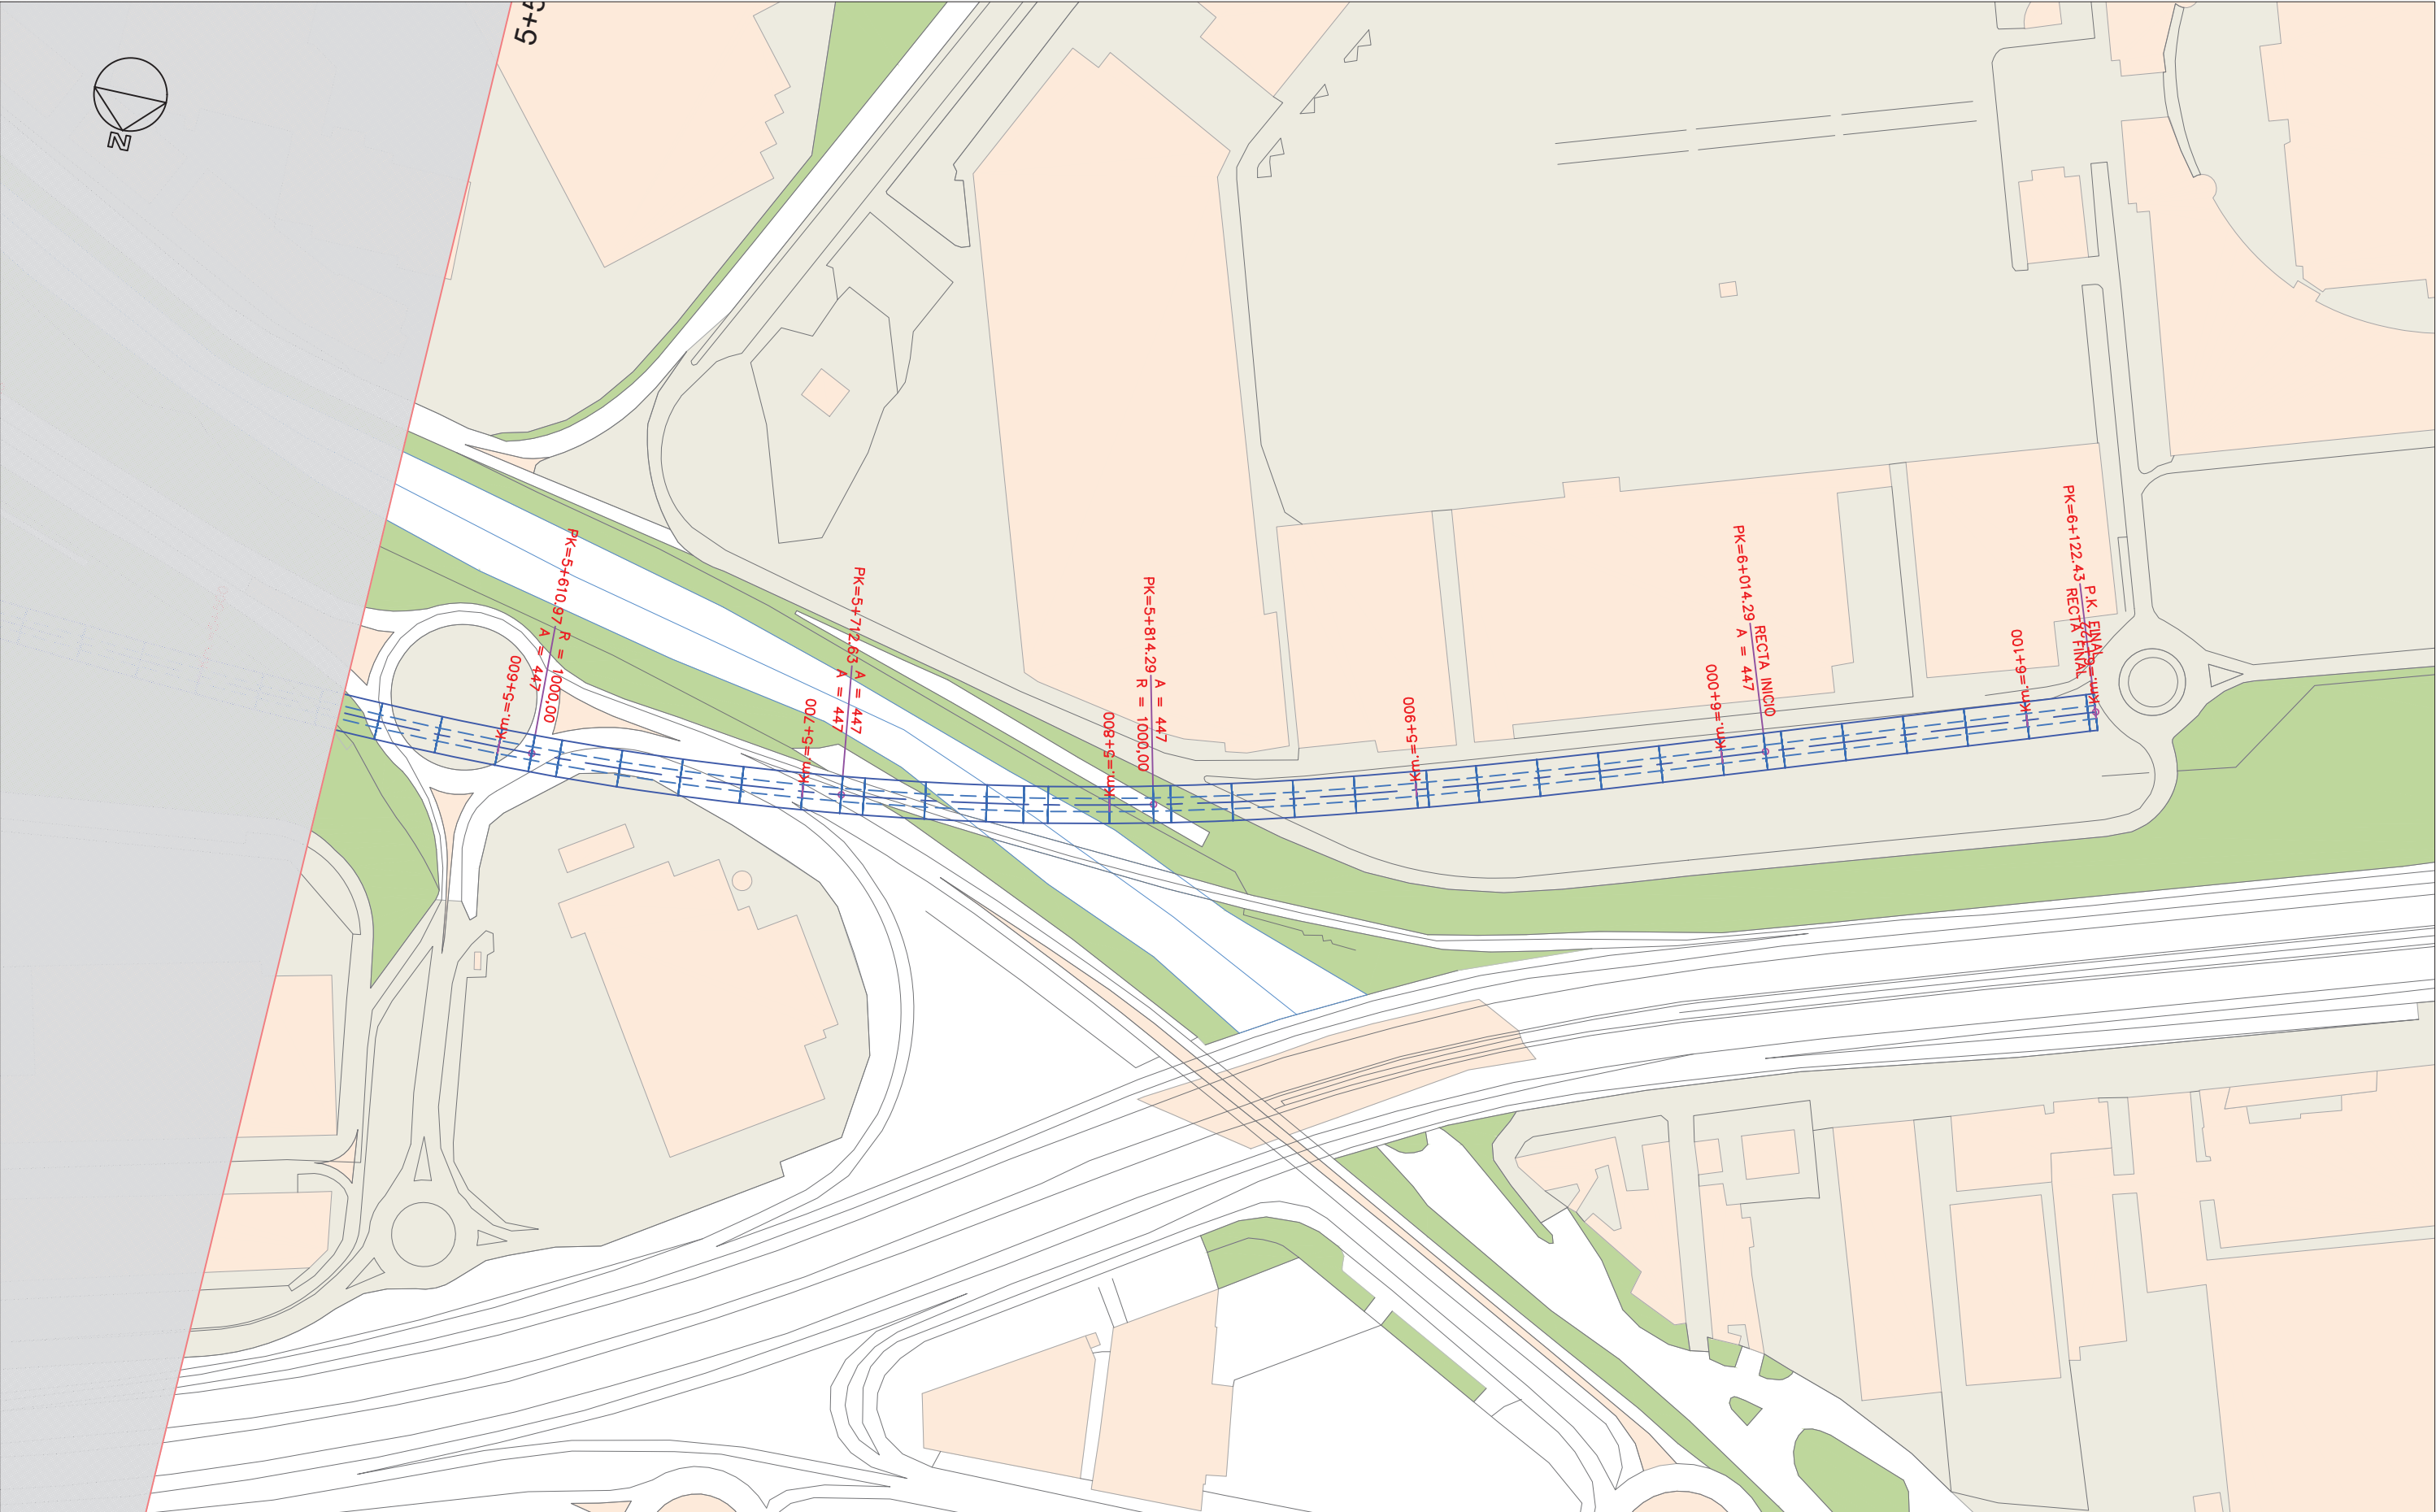 5+5
N
PK=5+610.97
R = 1000,00
A = 447
Km.=5+600
PK=5+712.63
A = 447
A = 447
Km.=5+700
PK=5+814.29
A = 447
R = 1000,00
Km.=5+800
Km.=5+900
PK=6+014.29
RECTA INICIO
A = 447
Km.=6+000
Km.=6+100
PK=6+122.43
P.K. FINAL
RECTA FINAL